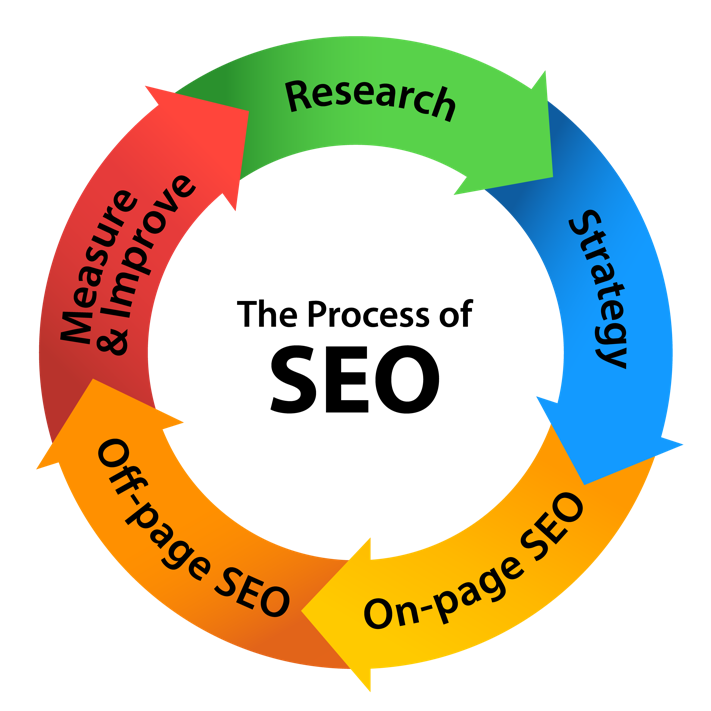 The Process of
SEO
Research
Strategy
On-page SEO
Off-page SEO
Measure
& Improve